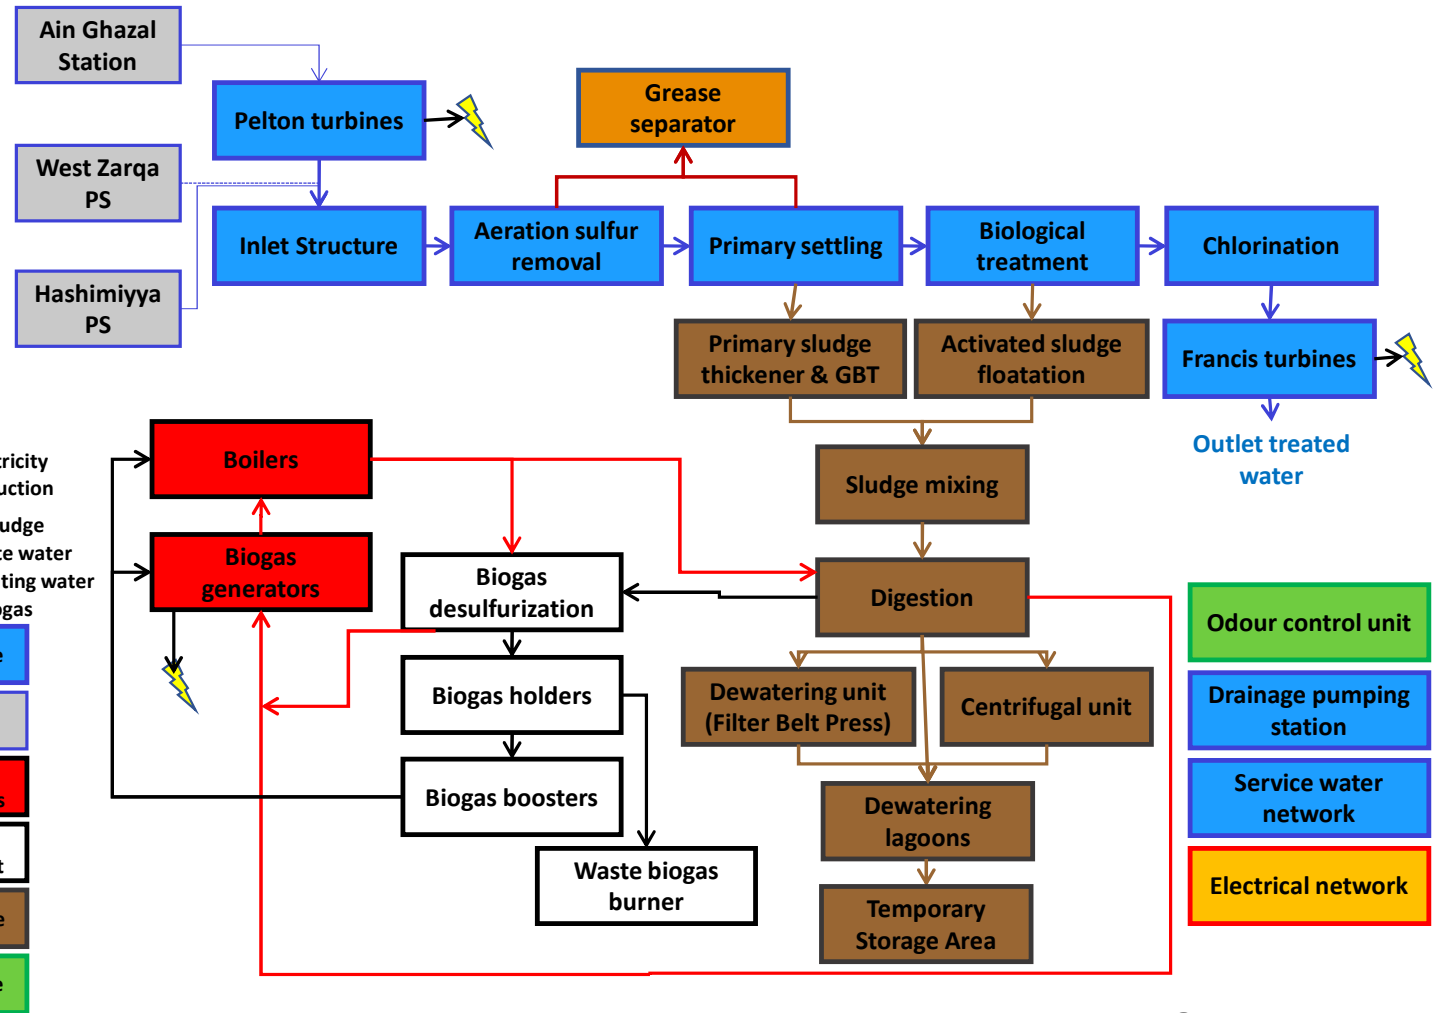 Ain Ghazal
Station
Pelton turbines
Grease
separator
West Zarqa
PS
Inlet Structure
Aeration sulfur
removal
Primary settling
Biological
treatment
Chlorination
Hashimiyya
PS
Primary sludge
thickener & GBT
Activated sludge
floatation
Francis turbines
Outlet treated
water
Boilers
Sludge mixing
Biogas
generators
Biogas
desulfurization
Digestion
Biogas holders
Dewatering unit
(Filter Belt Press)
Centrifugal unit
Biogas boosters
Dewatering
lagoons
Waste biogas
burner
Temporary
Storage Area
Odour control unit
Drainage pumping
station
Service water
network
Electrical network
water